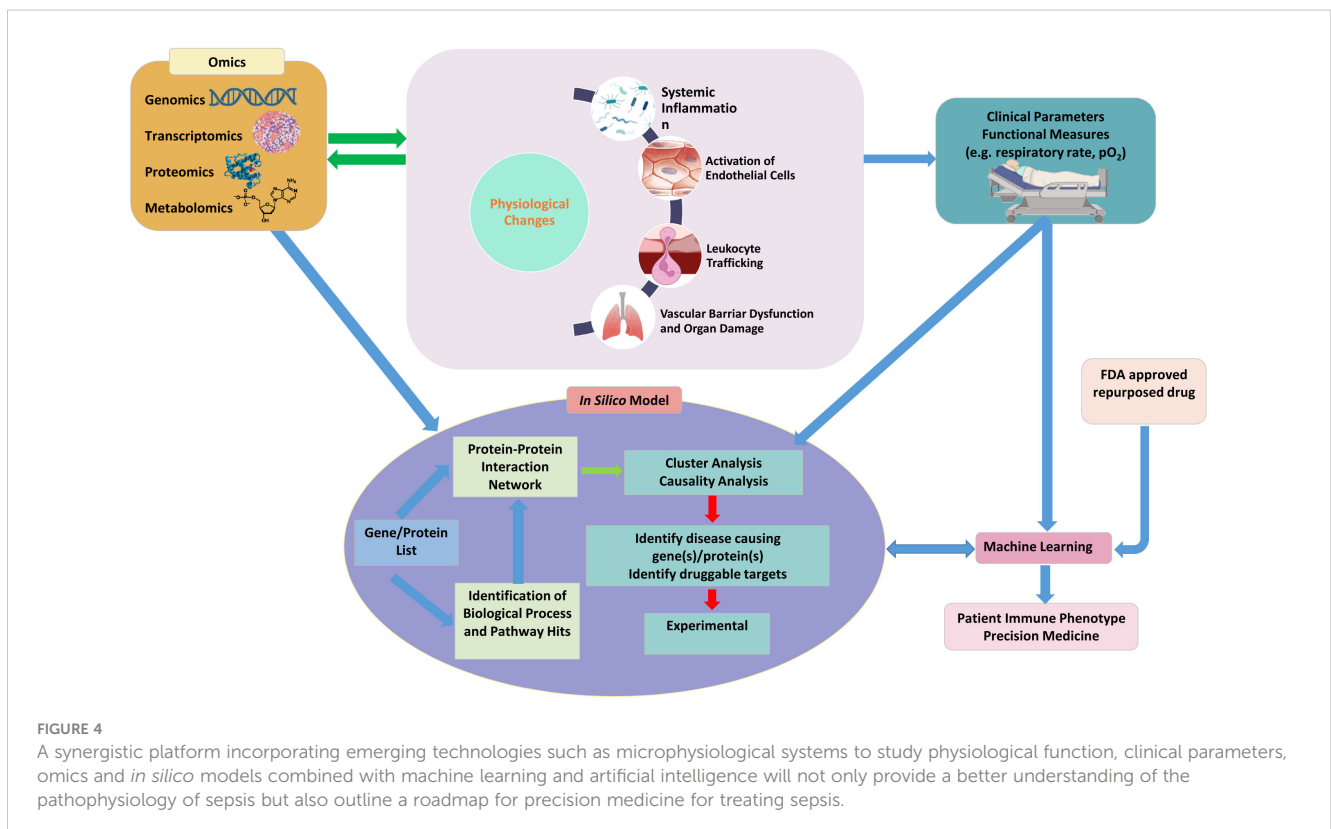 Omics
Genomics
Transcriptomics
Proteomics
Metabolomics
NH₂
N
N
N
N
O
O⁻
P
O
O⁻
O
OH
Physiological
Changes
Systemic
Inflammatio
n
Activation of
Endothelial Cells
Leukocyte
Trafficking
Vascular Barriar Dysfunction
and Organ Damage
Clinical Parameters
Functional Measures
(e.g. respiratory rate, pO₂)
FDA approved
repurposed drug
In Silico Model
Protein-Protein
Interaction
Network
Gene/Protein
List
Identification of
Biological Process
and Pathway Hits
Cluster Analysis
Causality Analysis
Identify disease causing
gene(s)/protein(s)
Identify druggable targets
Experimental
Machine Learning
Patient Immune Phenotype
Precision Medicine
FIGURE 4
A synergistic platform incorporating emerging technologies such as microphysiological systems to study physiological function, clinical parameters,
omics and in silico models combined with machine learning and artificial intelligence will not only provide a better understanding of the
pathophysiology of sepsis but also outline a roadmap for precision medicine for treating sepsis.